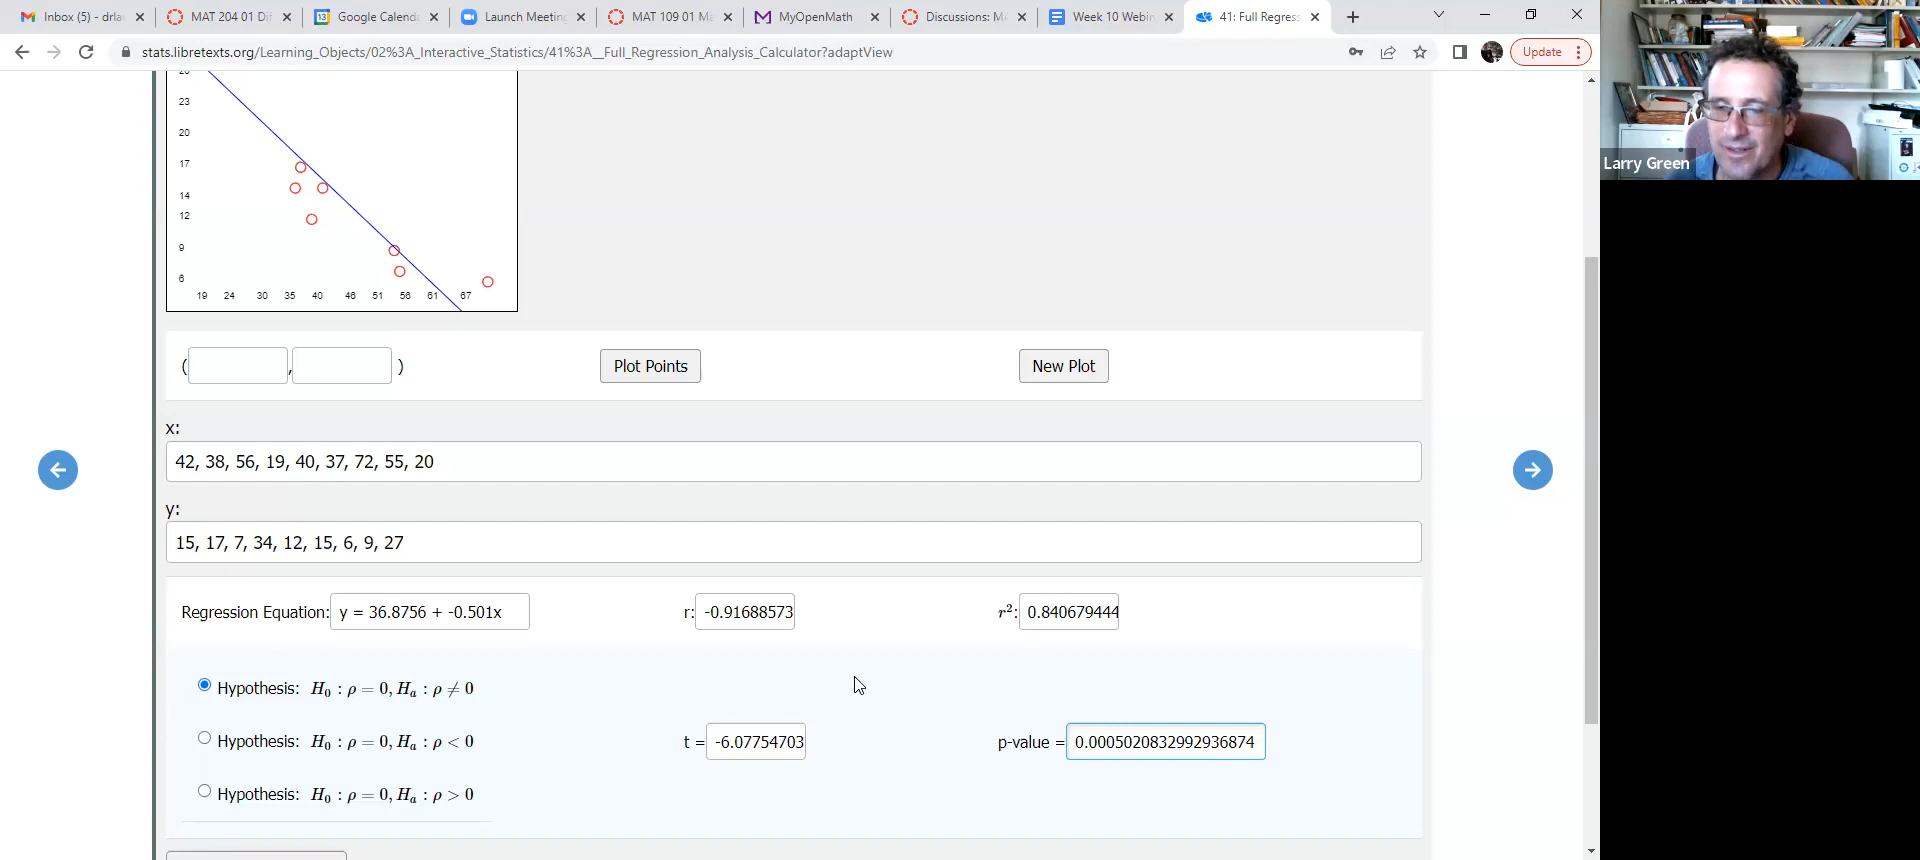 Inbox (5) - drla
MAT 204 01 Dif
Google Calend
Launch Meeting
MAT 109 01 Ma
MyOpenMath
Discussions: M
Week 10 Webin
41: Full Regres
stats.libretexts.org/Learning_Objects/02%3A_Interactive_Statistics/41%3A__Full_Regression_Analysis_Calculator?adaptView
Update
23
20
17
14
12
9
6
19 24 30 35 40 46 51 56 61 67
Larry Green
( , )
Plot Points
New Plot
x:
42, 38, 56, 19, 40, 37, 72, 55, 20
y:
15, 17, 7, 34, 12, 15, 6, 9, 27
Regression Equation: y = 36.8756 + -0.501x r: -0.91688573 r²: 0.840679444
Hypothesis: H₀ : ρ = 0, Hₐ : ρ ≠ 0
Hypothesis: H₀ : ρ = 0, Hₐ : ρ < 0 t = -6.07754703 p-value = 0.0005020832992936874
Hypothesis: H₀ : ρ = 0, Hₐ : ρ > 0